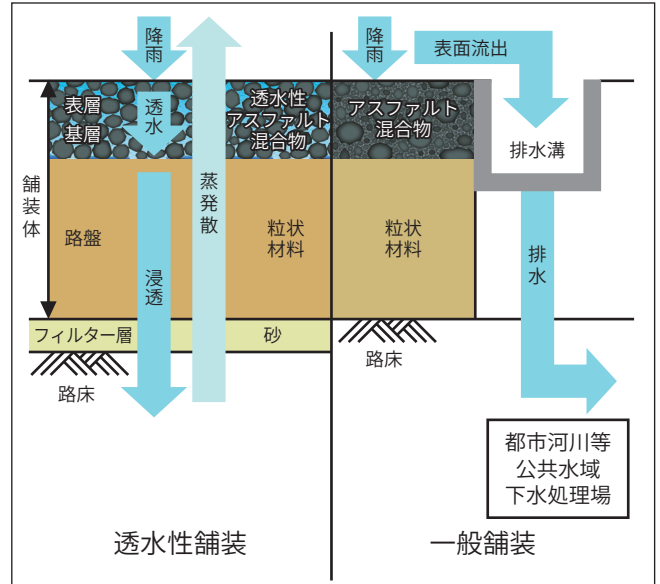 降雨
表層
基層
透水
透水性
アスファルト
混合物
舗装体
路盤
浸透
蒸発散
粒状
材料
フィルター層
砂
路床
透水性舗装
降雨
表面流出
アスファルト
混合物
排水溝
粒状
材料
排水
路床
都市河川等
公共水域
下水処理場
一般舗装